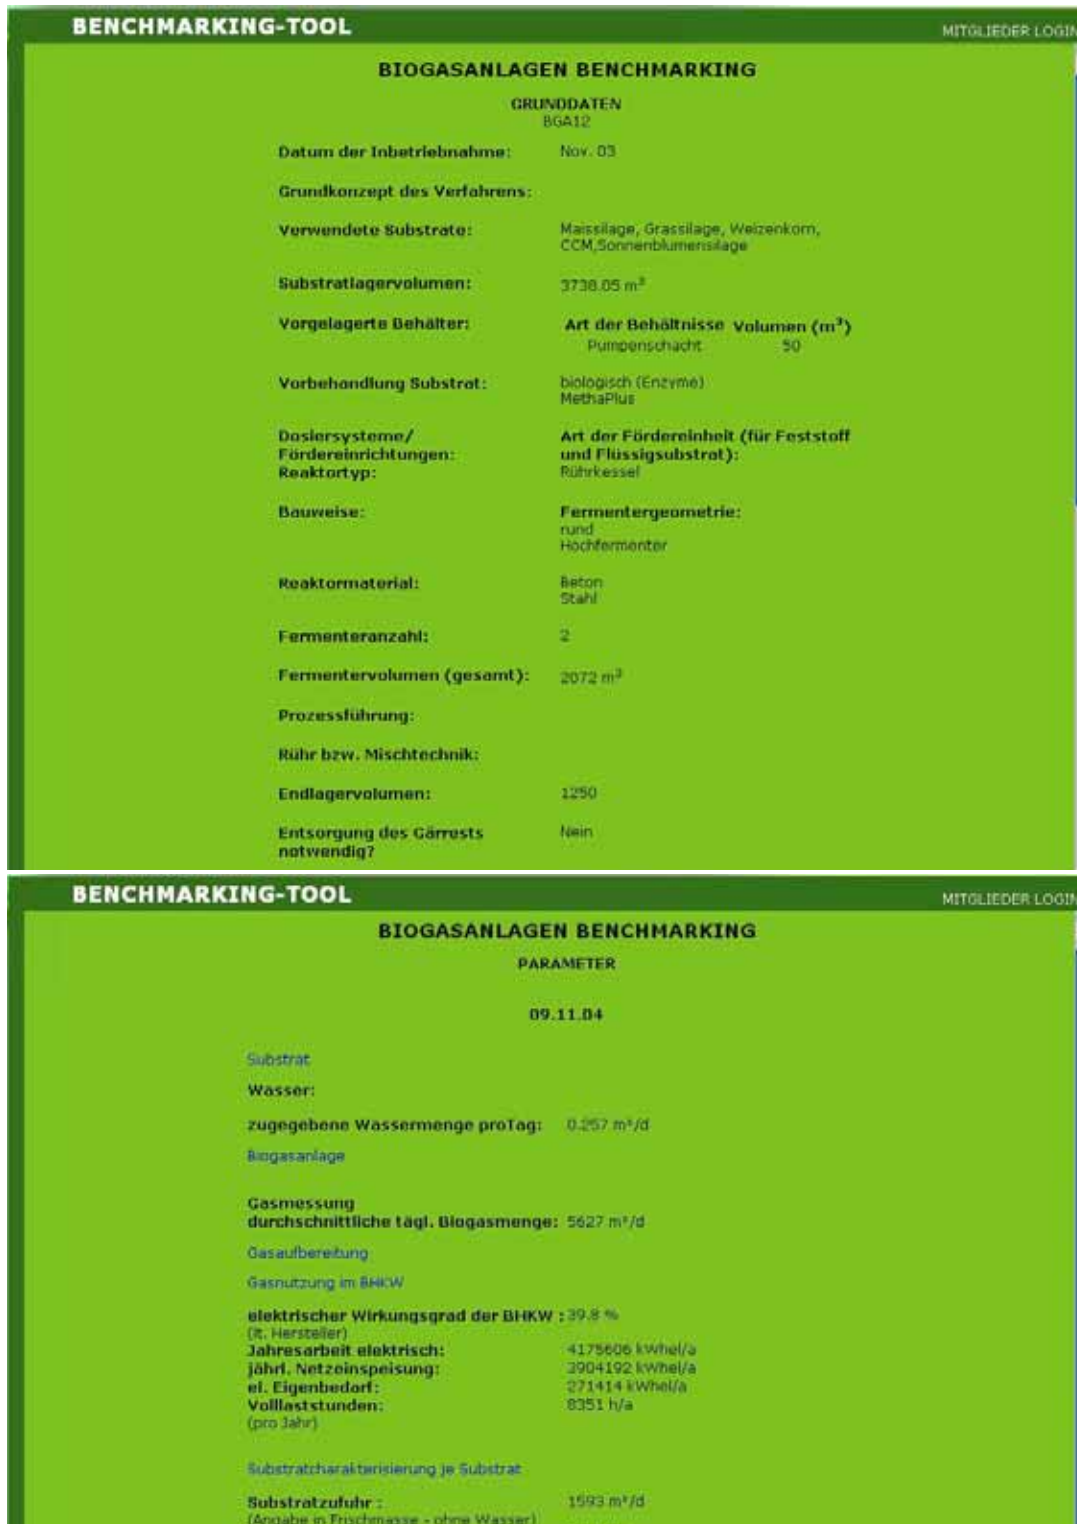 BENCHMARKING-TOOL MITGLIEDER LOGIN
BIOGASANLAGEN BENCHMARKING
GRUNDDATEN
BGA12
Datum der Inbetriebnahme: Nov. 03
Grundkonzept des Verfahrens:
Verwendete Substrate: Maissilage, Grassilage, Weizenkorn,
CCM,Sonnenblumensilage
Substratlagervolumen: 3738.05 m³
Vorgelagerte Behälter: Art der Behältnisse Volumen (m³)
Pumpenschacht 50
Vorbehandlung Substrat: biologisch (Enzyme)
MethaPlus
Dosiersysteme/ Art der Fördereinheit (für Feststoff
Fördereinrichtungen: und Flüssigsubstrat):
Reaktortyp: Rührkessel
Bauweise: Fermentergeometrie:
rund
Hochfermenter
Reaktormaterial: Beton
Stahl
Fermenteranzahl: 2
Fermentervolumen (gesamt): 2072 m³
Prozessführung:
Rühr bzw. Mischtechnik:
Endlagervolumen: 1250
Entsorgung des Gärrests Nein
notwendig?
BENCHMARKING-TOOL MITGLIEDER LOGIN
BIOGASANLAGEN BENCHMARKING
PARAMETER
09.11.04
Substrat
Wasser:
zugegebene Wassermenge proTag: 0.257 m³/d
Biogasanlage
Gasmessung
durchschnittliche tägl. Biogasmenge: 5627 m³/d
Gasaufbereitung
Gasnutzung im BHKW
elektrischer Wirkungsgrad der BHKW : 39.8 %
(lt. Hersteller)
Jahresarbeit elektrisch: 4175606 kWhel/a
jährl. Netzeinspeisung: 3904192 kWhel/a
el. Eigenbedarf: 271414 kWhel/a
Volllaststunden: 8351 h/a
(pro Jahr)
Substratcharakterisierung je Substrat
Substratzufuhr : 1593 m³/d
(Angabe in Frischmasse - ohne Wasser)